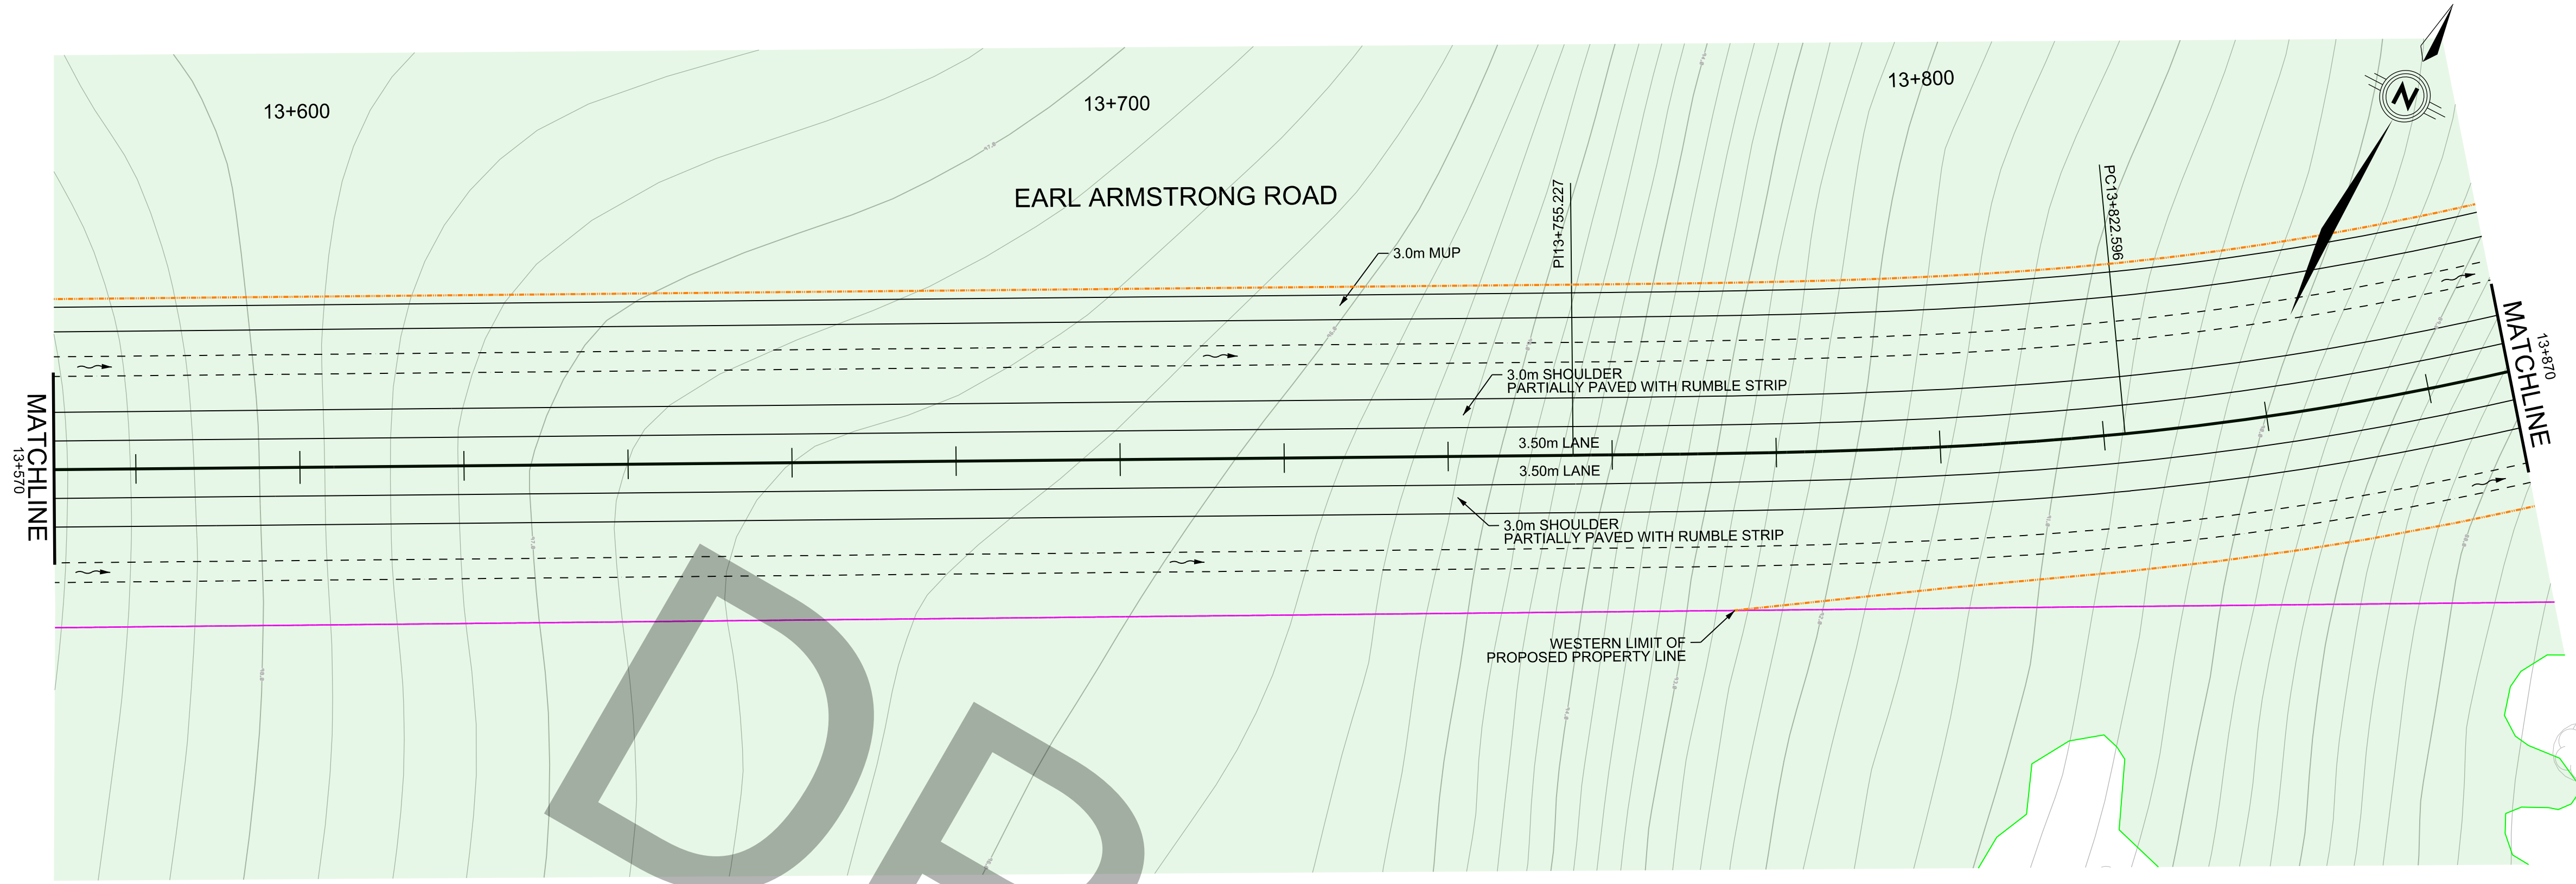 13+600
13+700
13+800
N
EARL ARMSTRONG ROAD
PI13+755.227
PC13+822.596
3.0m MUP
3.0m SHOULDER
PARTIALLY PAVED WITH RUMBLE STRIP
3.50m LANE
3.50m LANE
3.0m SHOULDER
PARTIALLY PAVED WITH RUMBLE STRIP
WESTERN LIMIT OF
PROPOSED PROPERTY LINE
MATCHLINE
13+570
MATCHLINE
13+870